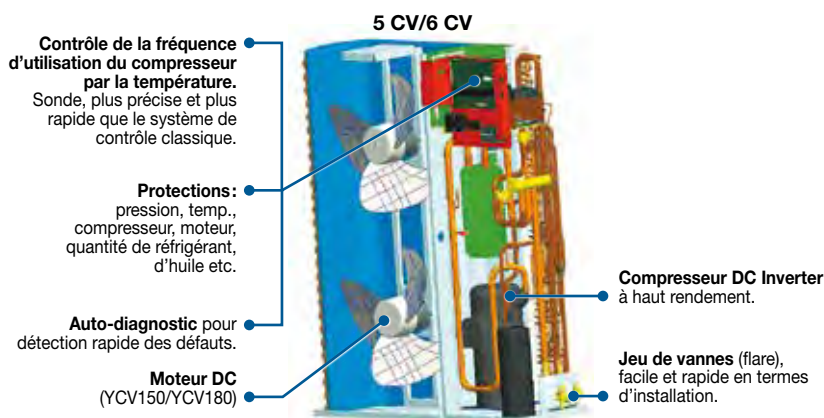 5 CV/6 CV
Contrôle de la fréquence
d’utilisation du compresseur
par la température.
Sonde, plus précise et plus
rapide que le système de
contrôle classique.
Protections:
pression, temp.,
compresseur, moteur,
quantité de réfrigérant,
d’huile etc.
Auto-diagnostic pour
détection rapide des défauts.
Moteur DC
(YCV150/YCV180)
Compresseur DC Inverter
à haut rendement.
Jeu de vannes (flare),
facile et rapide en termes
d’installation.